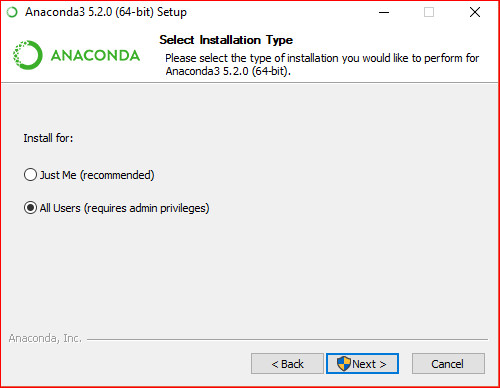 Anaconda3 5.2.0 (64-bit) Setup
ANACONDA
Select Installation Type
Please select the type of installation you would like to perform for
Anaconda3 5.2.0 (64-bit).
Install for:
Just Me (recommended)
All Users (requires admin privileges)
Anaconda, Inc.
< Back
Next >
Cancel